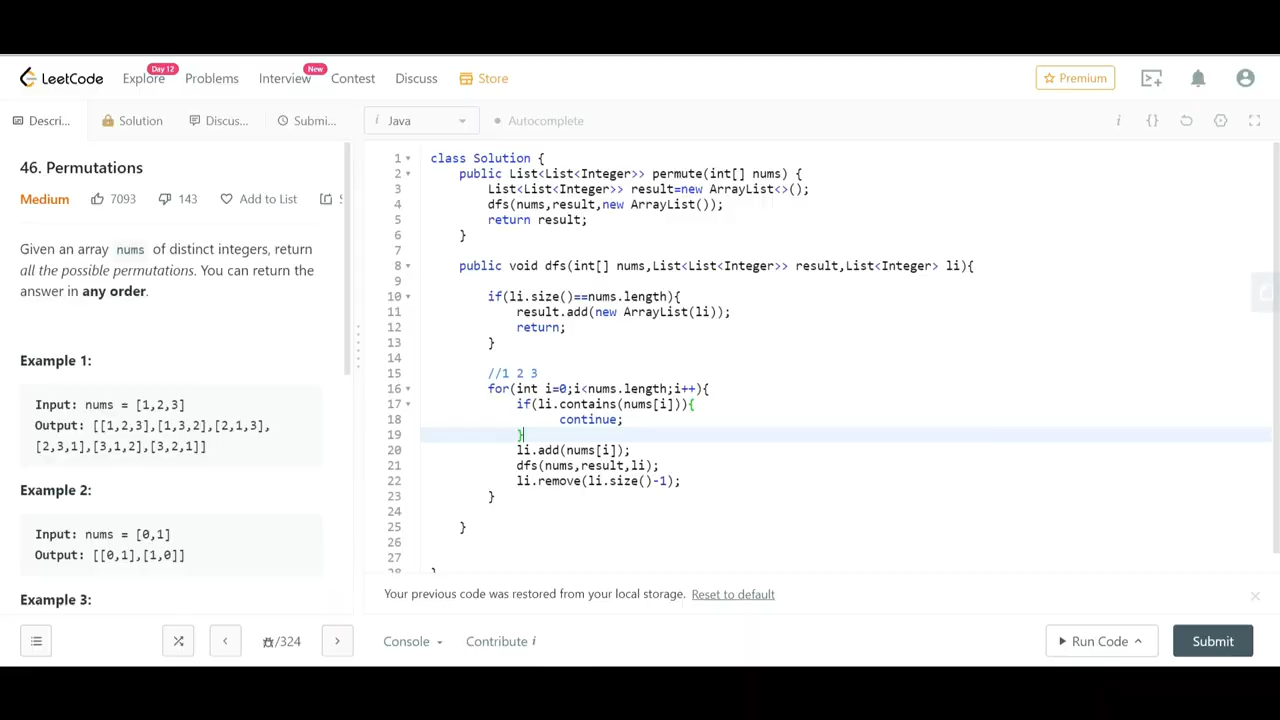 Day 12
New
LeetCode Explore Problems Interview Contest Discuss Store Premium
Descri... Solution Discus... Submi...
46. Permutations
Medium 7093 143 Add to List
Given an array nums of distinct integers, return
all the possible permutations. You can return the
answer in any order.
Example 1:
Input: nums = [1,2,3]
Output: [[1,2,3],[1,3,2],[2,1,3],
[2,3,1],[3,1,2],[3,2,1]]
Example 2:
Input: nums = [0,1]
Output: [[0,1],[1,0]]
Example 3:
/324
i Java Autocomplete
1 class Solution {
2 public List<List<Integer>> permute(int[] nums) {
3 List<List<Integer>> result=new ArrayList<>();
4 dfs(nums,result,new ArrayList());
5 return result;
6 }
7
8 public void dfs(int[] nums,List<List<Integer>> result,List<Integer> li){
9
10 if(li.size()==nums.length){
11 result.add(new ArrayList(li));
12 return;
13 }
14
15 //1 2 3
16 for(int i=0;i<nums.length;i++){
17 if(li.contains(nums[i])){
18 continue;
19 }
20 li.add(nums[i]);
21 dfs(nums,result,li);
22 li.remove(li.size()-1);
23 }
24
25 }
26
27
28 }
Your previous code was restored from your local storage. Reset to default
Console Contribute i Run Code Submit